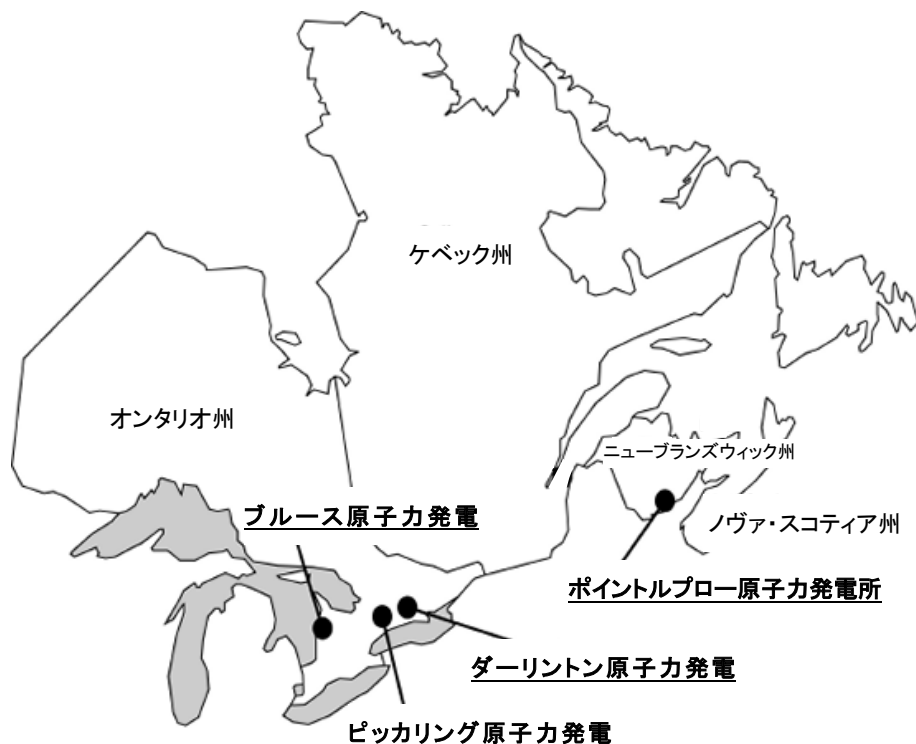 ケベック州
オンタリオ州
ニューブランズウィック州
ブルース原子力発電
ノヴァ・スコティア州
ポイントルプロー原子力発電所
ダーリントン原子力発電
ピッカリング原子力発電